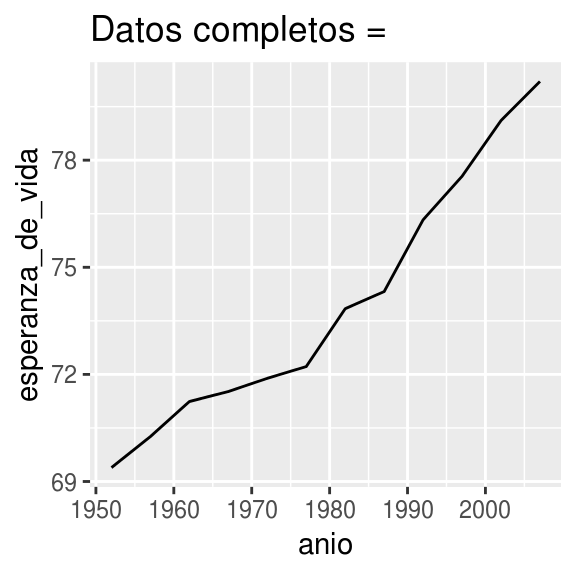 Datos completos =
esperanza_de_vida
78
75
72
69
1950 1960 1970 1980 1990 2000
anio